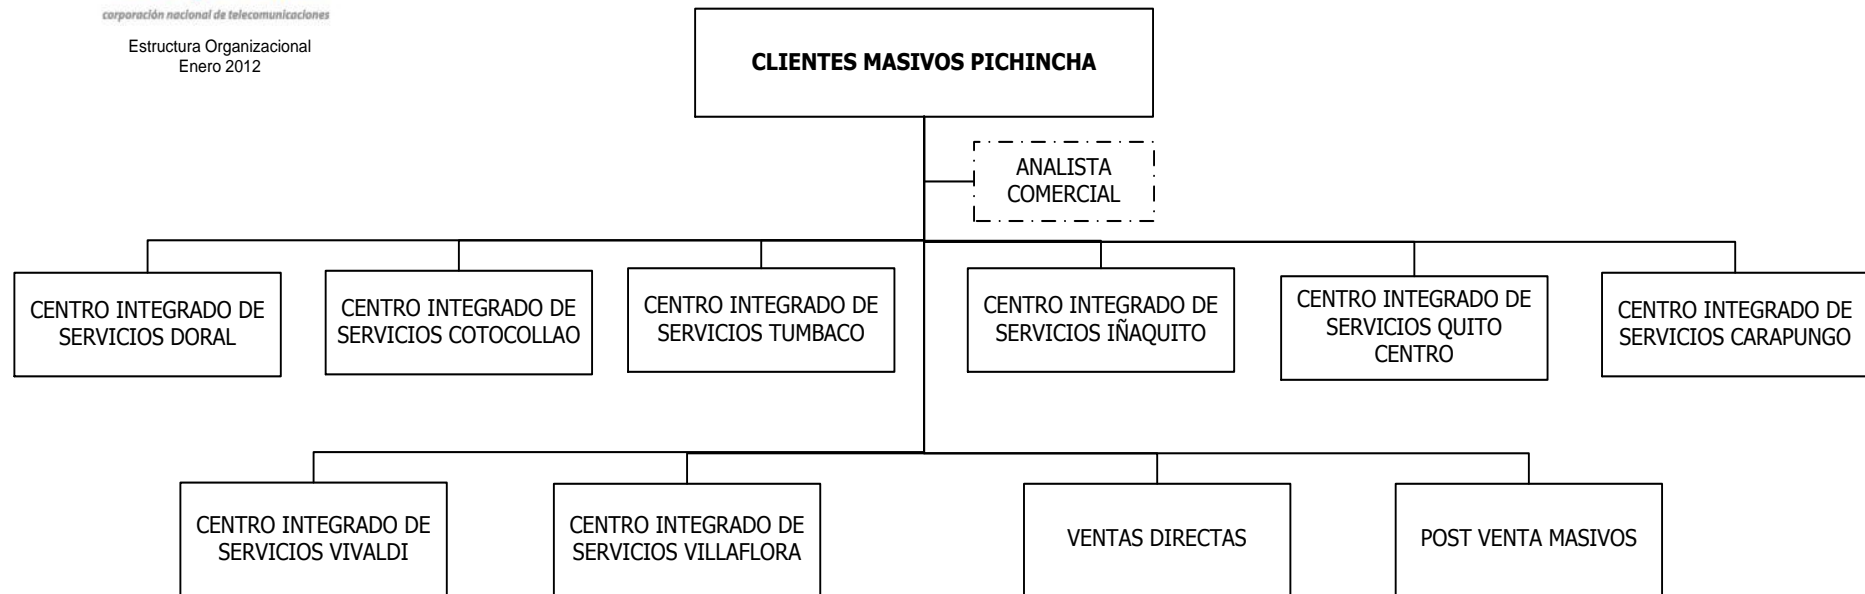 corporación nacional de telecomunicaciones
Estructura Organizacional
Enero 2012
CLIENTES MASIVOS PICHINCHA
ANALISTA
COMERCIAL
CENTRO INTEGRADO DE
SERVICIOS DORAL
CENTRO INTEGRADO DE
SERVICIOS COTOCOLLAO
CENTRO INTEGRADO DE
SERVICIOS TUMBACO
CENTRO INTEGRADO DE
SERVICIOS IÑAQUITO
CENTRO INTEGRADO DE
SERVICIOS QUITO
CENTRO
CENTRO INTEGRADO DE
SERVICIOS CARAPUNGO
CENTRO INTEGRADO DE
SERVICIOS VIVALDI
CENTRO INTEGRADO DE
SERVICIOS VILLAFLORA
VENTAS DIRECTAS
POST VENTA MASIVOS